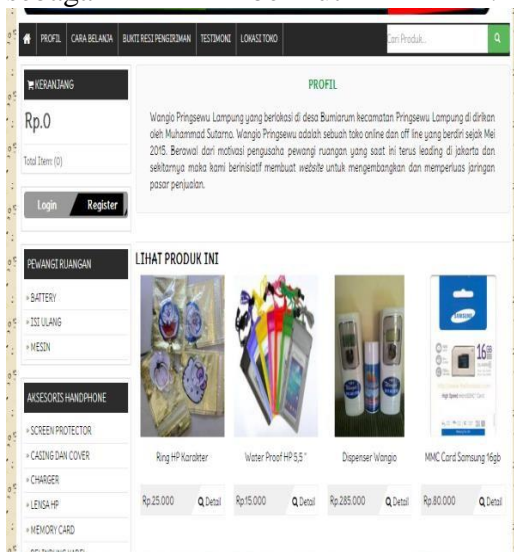 PROFIL CARA BELANJA BUKTI RESI PENGIRIMAN TESTIMONI LOKASI TOKO Cari Produk..
KERANJANG
Rp.0
Total Item: (0)
Login Register
PROFIL
Wangio Pringsewu Lampung yang berlokasi di desa Bumiarum kecamatan Pringsewu Lampung di dirikan
oleh Muhammad Sutarno. Wangio Pringsewu adalah sebuah toko online dan off line yang berdiri sejak Mei
2015. Berawal dari motivasi pengusaha pewangi ruangan yang saat ini terus leading di jakarta dan
sekitarnya maka kami berinisiatif membuat website untuk mengembangkan dan memperluas jaringan
pasar penjualan.
PEWANGI RUANGAN
» BATTERY
» ISI ULANG
» MESIN
AKSESORIS HANDPHONE
» SCREEN PROTECTOR
» CASING DAN COVER
» CHARGER
» LENSA HP
» MEMORY CARD
LIHAT PRODUK INI
SAMSUNG
16GB
Ring HP Karakter Water Proof HP 5,5 " Dispenser Wangio MMC Card Samsung 16gb
Rp.25.000 Detail Rp.15.000 Detail Rp.285.000 Detail Rp.80.000 Detail